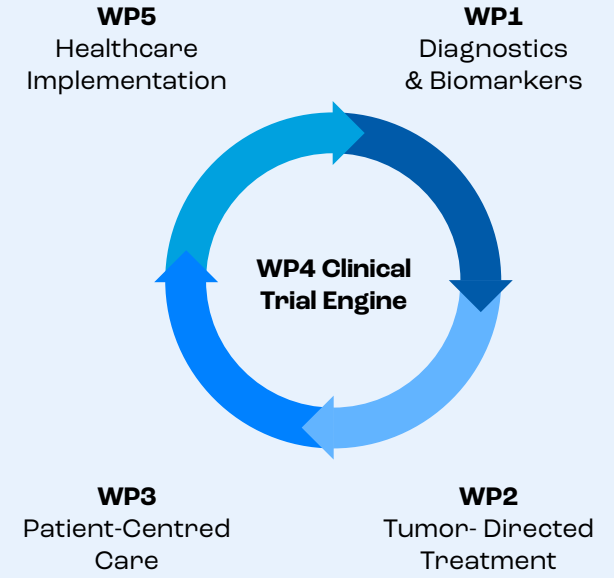 WP5
Healthcare
Implementation
WP1
Diagnostics
& Biomarkers
WP4 Clinical
Trial Engine
WP3
Patient-Centred
Care
WP2
Tumor- Directed
Treatment